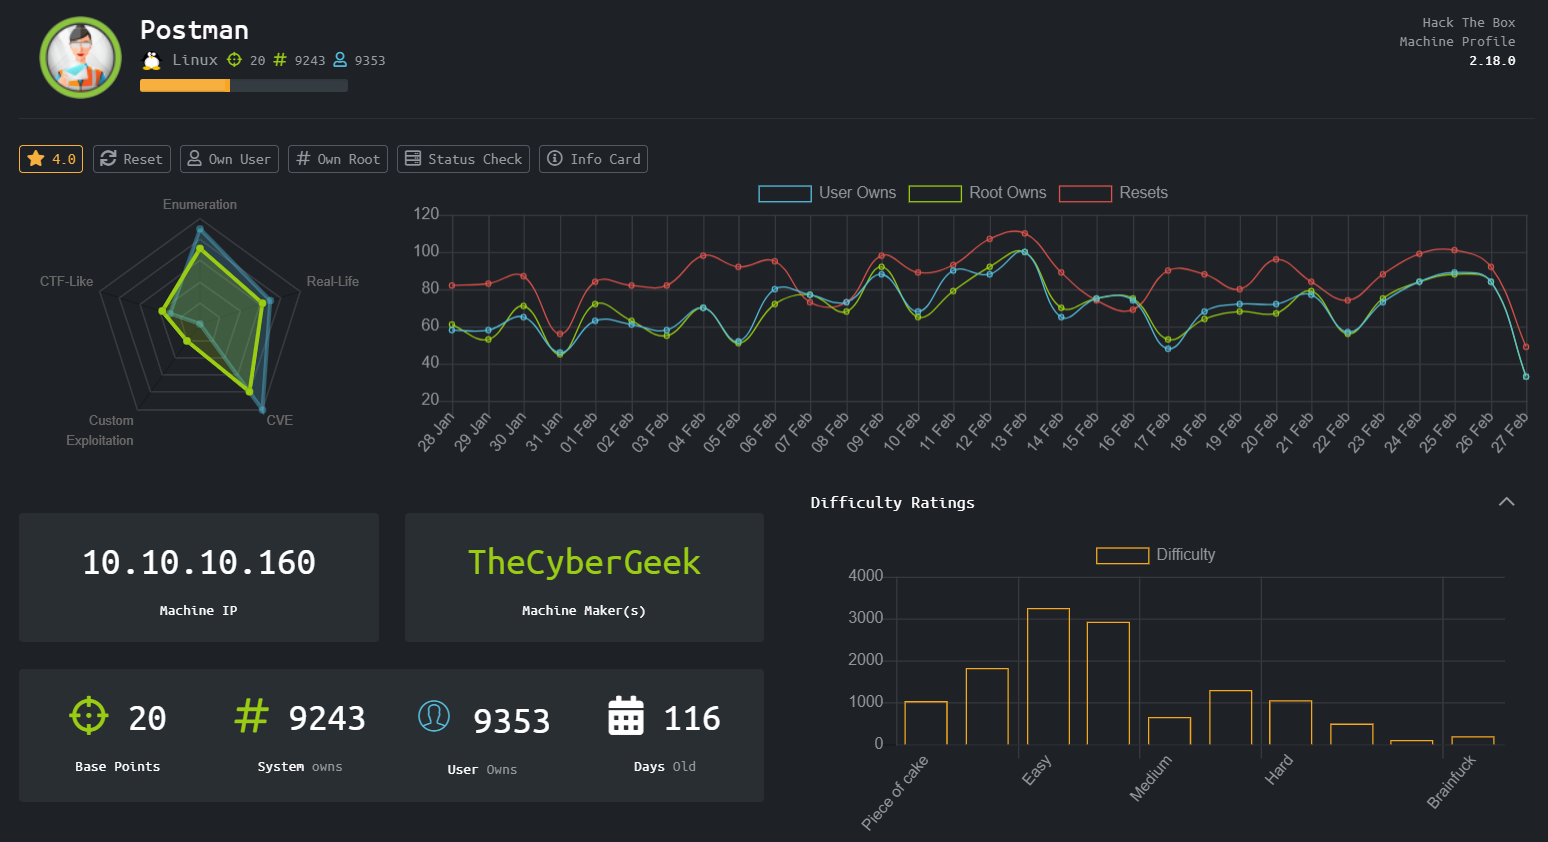 Postman
Linux 20 9243 9353
Hack The Box
Machine Profile
2.18.0
4.0 Reset Own User Own Root Status Check Info Card
Enumeration
Real-Life
CVE
Custom
Exploitation
CTF-Like
User Owns Root Owns Resets
120
100
80
60
40
20
28 Jan 29 Jan 30 Jan 31 Jan 01 Feb 02 Feb 03 Feb 04 Feb 05 Feb 06 Feb 07 Feb 08 Feb 09 Feb 10 Feb 11 Feb 12 Feb 13 Feb 14 Feb 15 Feb 16 Feb 17 Feb 18 Feb 19 Feb 20 Feb 21 Feb 22 Feb 23 Feb 24 Feb 25 Feb 26 Feb 27 Feb
10.10.10.160
Machine IP
TheCyberGeek
Machine Maker(s)
20
Base Points
9243
System owns
9353
User Owns
116
Days Old
Difficulty Ratings
Difficulty
4000
3000
2000
1000
0
Piece of cake Easy Medium Hard Brainfuck